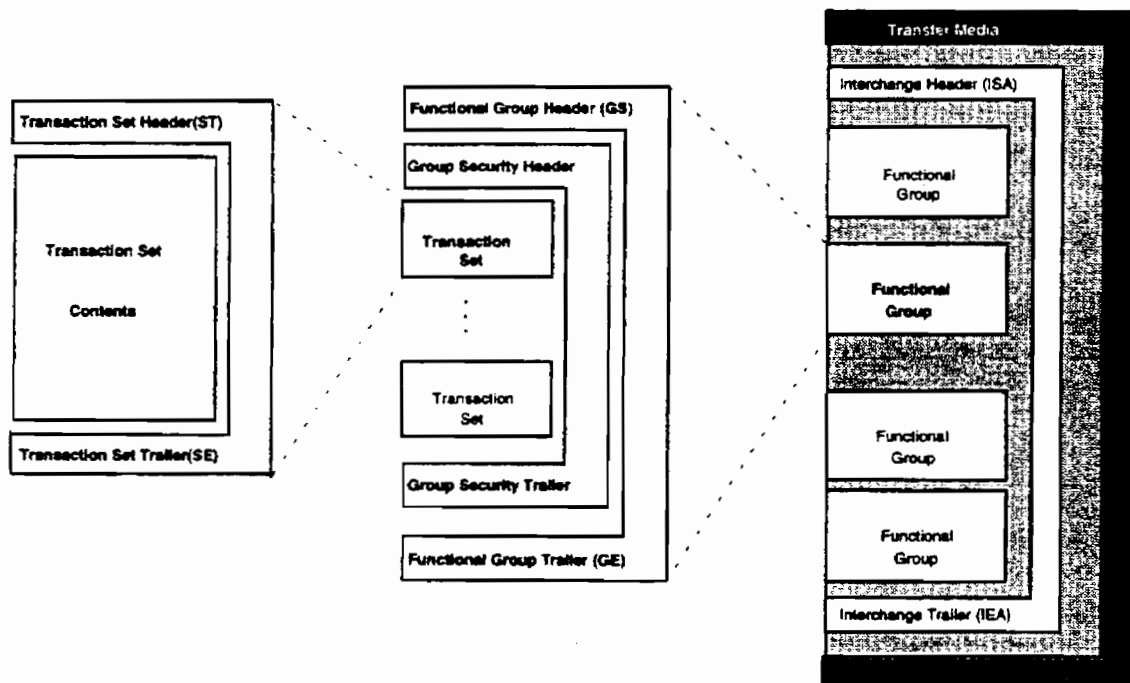 Transaction Set Header(ST)
Transaction Set
Contents
Transaction Set Trailer(SE)
Functional Group Header (GS)
Group Security Header
Transaction
Set
Transaction
Set
Group Security Trailer
Functional Group Trailer (GE)
Transfer Media
Interchange Header (ISA)
Functional
Group
Functional
Group
Functional
Group
Functional
Group
Interchange Trailer (IEA)